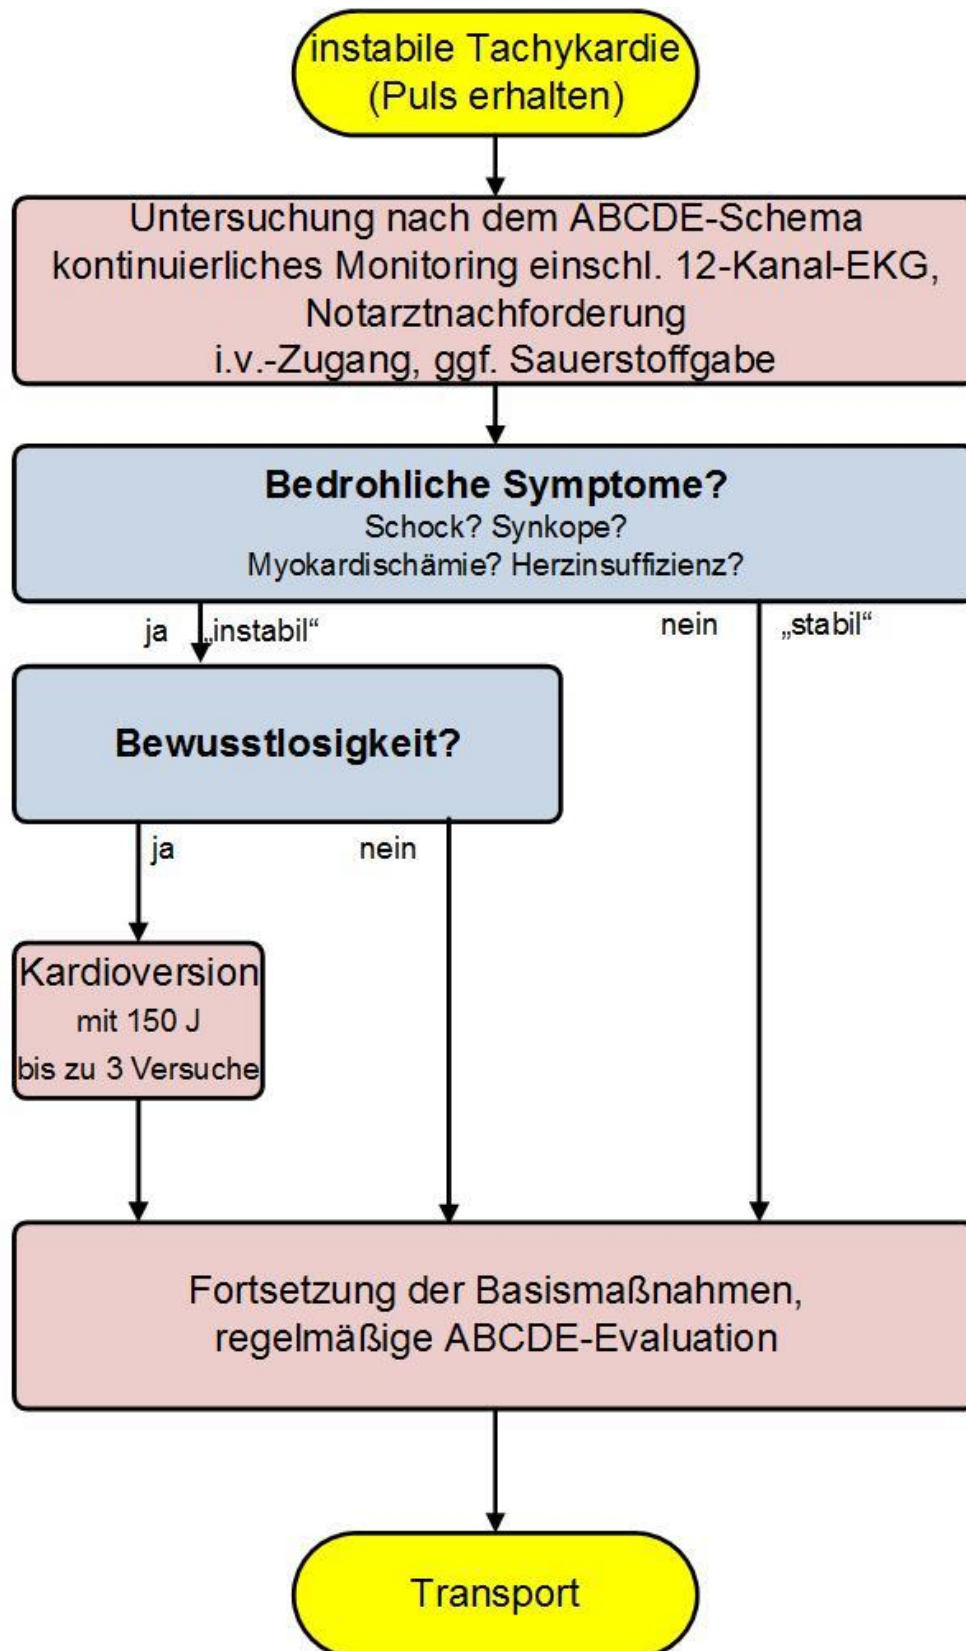 instabile Tachykardie
(Puls erhalten)
Untersuchung nach dem ABCDE-Schema
kontinuierliches Monitoring einschl. 12-Kanal-EKG,
Notarztnachforderung
i.v.-Zugang, ggf. Sauerstoffgabe
Bedrohliche Symptome?
Schock? Synkope?
Myokardischämie? Herzinsuffizienz?
ja „instabil“ nein „stabil“
Bewusstlosigkeit?
ja nein
Kardioversion
mit 150 J
bis zu 3 Versuche
Fortsetzung der Basismaßnahmen,
regelmäßige ABCDE-Evaluation
Transport